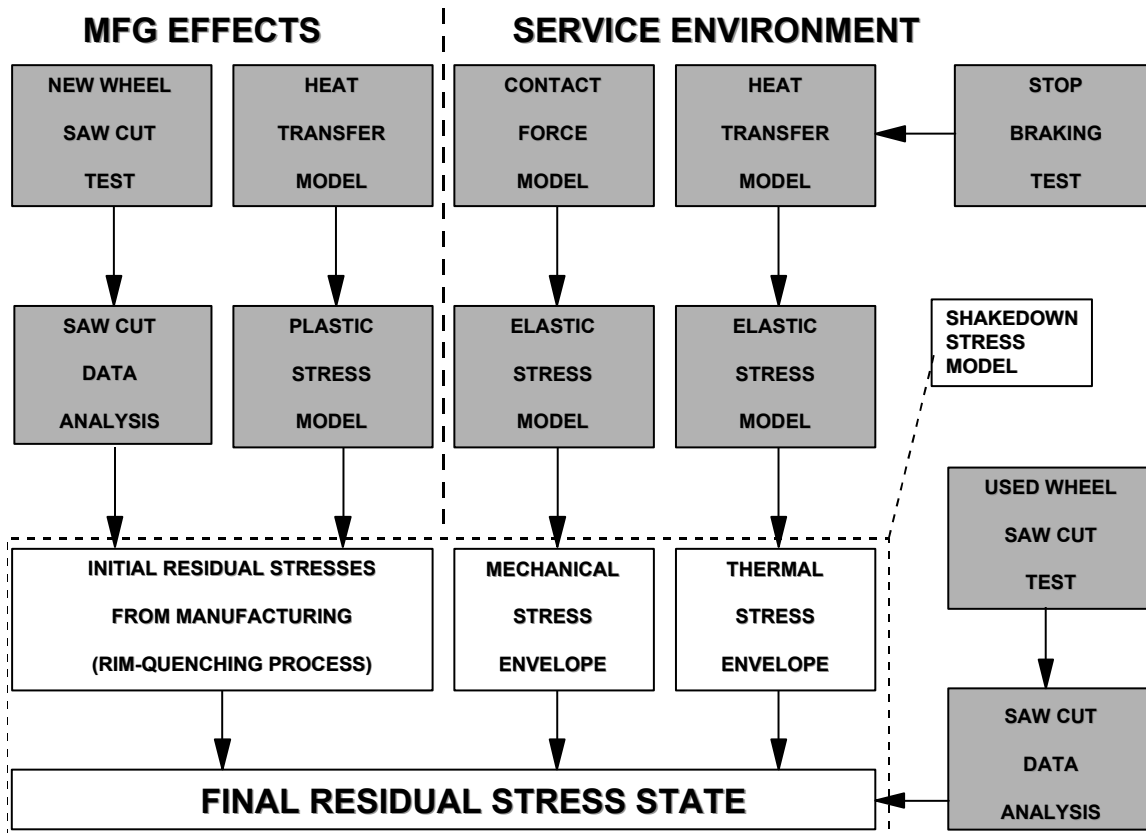 MFG EFFECTS
SERVICE ENVIRONMENT
NEW WHEEL
SAW CUT
TEST
HEAT
TRANSFER
MODEL
CONTACT
FORCE
MODEL
HEAT
TRANSFER
MODEL
STOP
BRAKING
TEST
SAW CUT
DATA
ANALYSIS
PLASTIC
STRESS
MODEL
ELASTIC
STRESS
MODEL
ELASTIC
STRESS
MODEL
SHAKEDOWN
STRESS
MODEL
USED WHEEL
SAW CUT
TEST
INITIAL RESIDUAL STRESSES
FROM MANUFACTURING
(RIM-QUENCHING PROCESS)
MECHANICAL
STRESS
ENVELOPE
THERMAL
STRESS
ENVELOPE
SAW CUT
DATA
ANALYSIS
FINAL RESIDUAL STRESS STATE